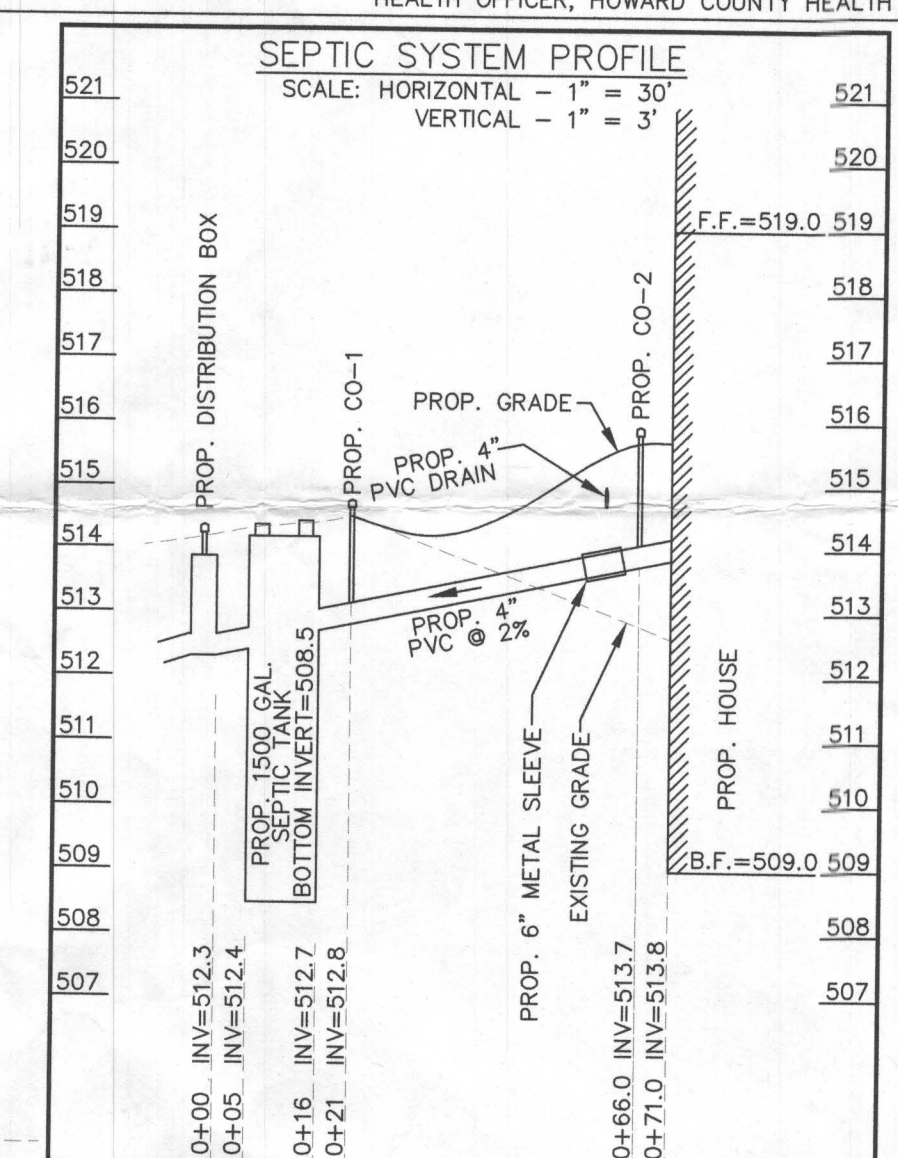 HEALTH OFFICER, HOWARD COUNTY HEALTH
SEPTIC SYSTEM PROFILE
SCALE: HORIZONTAL - 1" = 30'
VERTICAL - 1" = 3'
521
520
519
518
517
516
515
514
513
512
511
510
509
508
507
521
520
519
518
517
516
515
514
513
512
511
510
509
508
507
F.F.=519.0
B.F.=509.0
PROP. DISTRIBUTION BOX
PROP. CO-1
PROP. CO-2
PROP. GRADE
PROP. 4"
PVC DRAIN
PROP. 4"
PVC @ 2%
PROP. 1500 GAL.
SEPTIC TANK
BOTTOM INVERT=508.5
PROP. 6" METAL SLEEVE
EXISTING GRADE
PROP. HOUSE
0+00 INV=512.3
0+05 INV=512.4
0+16 INV=512.7
0+21 INV=512.8
0+66.0 INV=513.7
0+71.0 INV=513.8